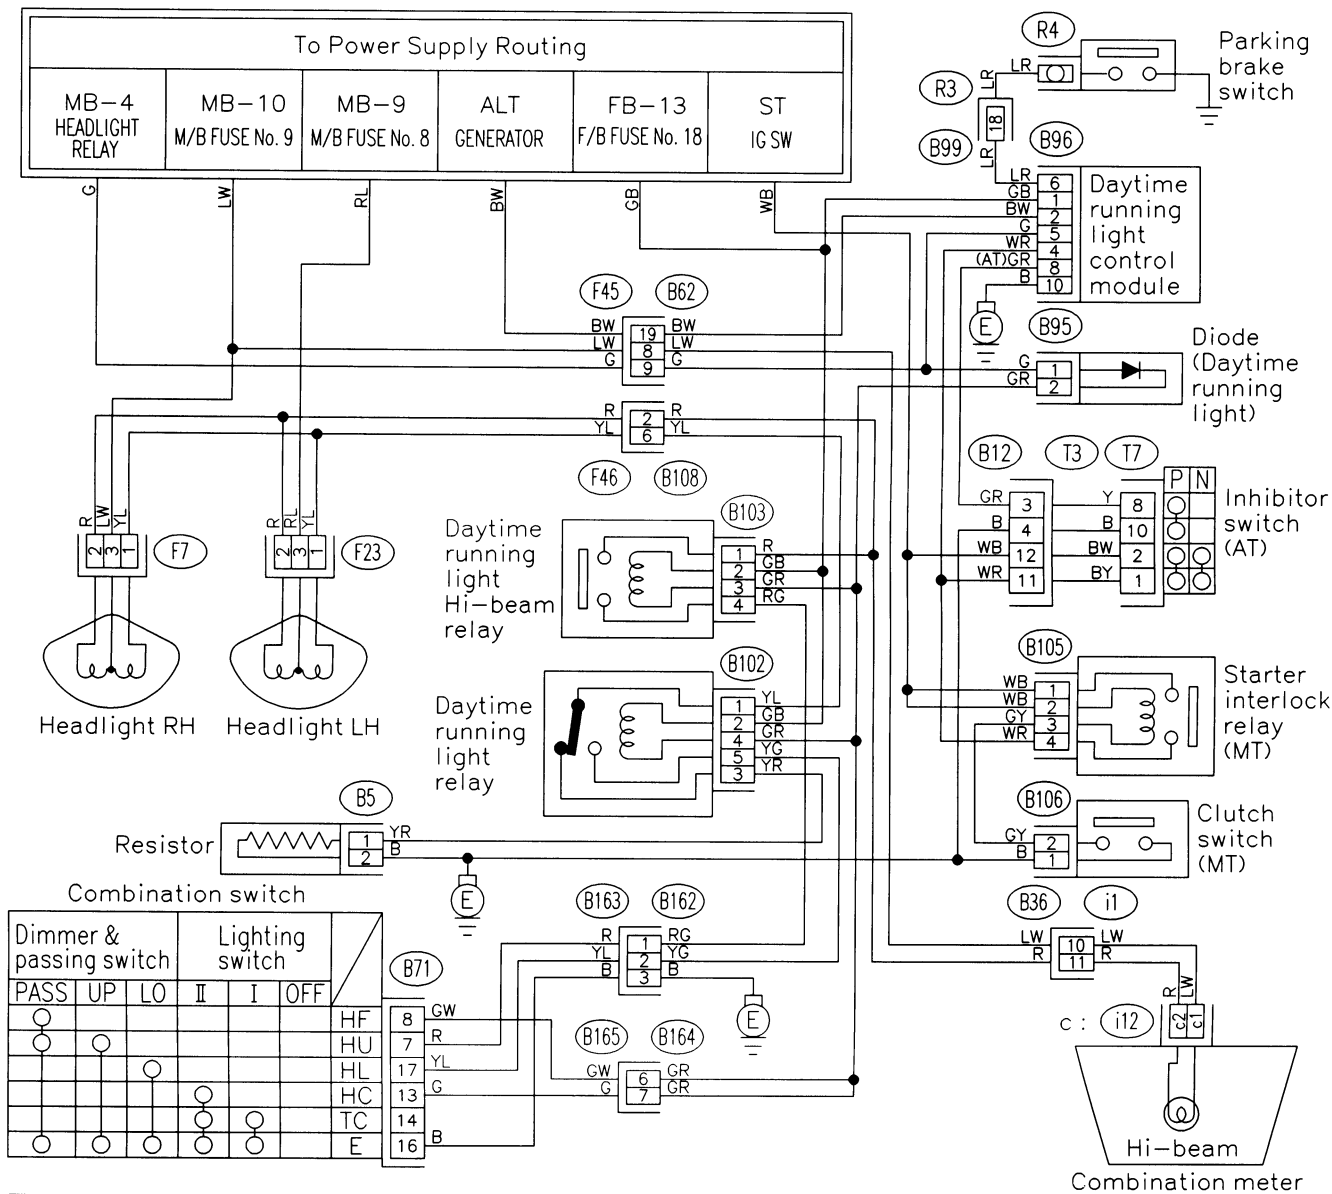 To Power Supply Routing
MB-4
HEADLIGHT
RELAY
MB-10
M/B FUSE No. 9
MB-9
M/B FUSE No. 8
ALT
GENERATOR
FB-13
F/B FUSE No. 18
ST
IG SW
G
LW
RL
BW
GB
WB
R4
LR
Parking
brake
switch
R3
LR
18
B99
LR
B96
LR 6
GB 1
BW 2
G 5
WR 4
(AT)GR 8
B 10
Daytime
running
light
control
module
E
F45
B62
BW 19 BW
LW 8 LW
G 9 G
B95
G 1
GR 2
Diode
(Daytime
running
light)
R 2 R
YL 6 YL
F46
B108
B12
T3
T7
P N
GR 3 Y 8
B 4 B 10
WB 12 BW 2
WR 11 BY 1
Inhibitor
switch
(AT)
R LW YL
2 3 1
F7
R RL YL
2 3 1
F23
Headlight RH
Headlight LH
Daytime
running
light
Hi-beam
relay
B103
1 R
2 GB
3 GR
4 RG
Daytime
running
light
relay
B102
1 YL
2 GB
4 GR
5 YG
3 YR
B105
WB 1
WB 2
GY 3
WR 4
Starter
interlock
relay
(MT)
B106
GY 2
B 1
Clutch
switch
(MT)
Resistor
B5
1 YR
2 B
E
B163
B162
R 1 RG
YL 2 YG
B 3 B
E
B165
B164
GW 6 GR
G 7 GR
B36
i1
LW 10 LW
R 11 R
R LW
c : i12
c2 c1
Hi-beam
Combination meter
Combination switch
Dimmer &
passing switch
Lighting
switch
PASS UP LO II I OFF
B71
HF 8 GW
HU 7 R
HL 17 YL
HC 13 G
TC 14
E 16 B